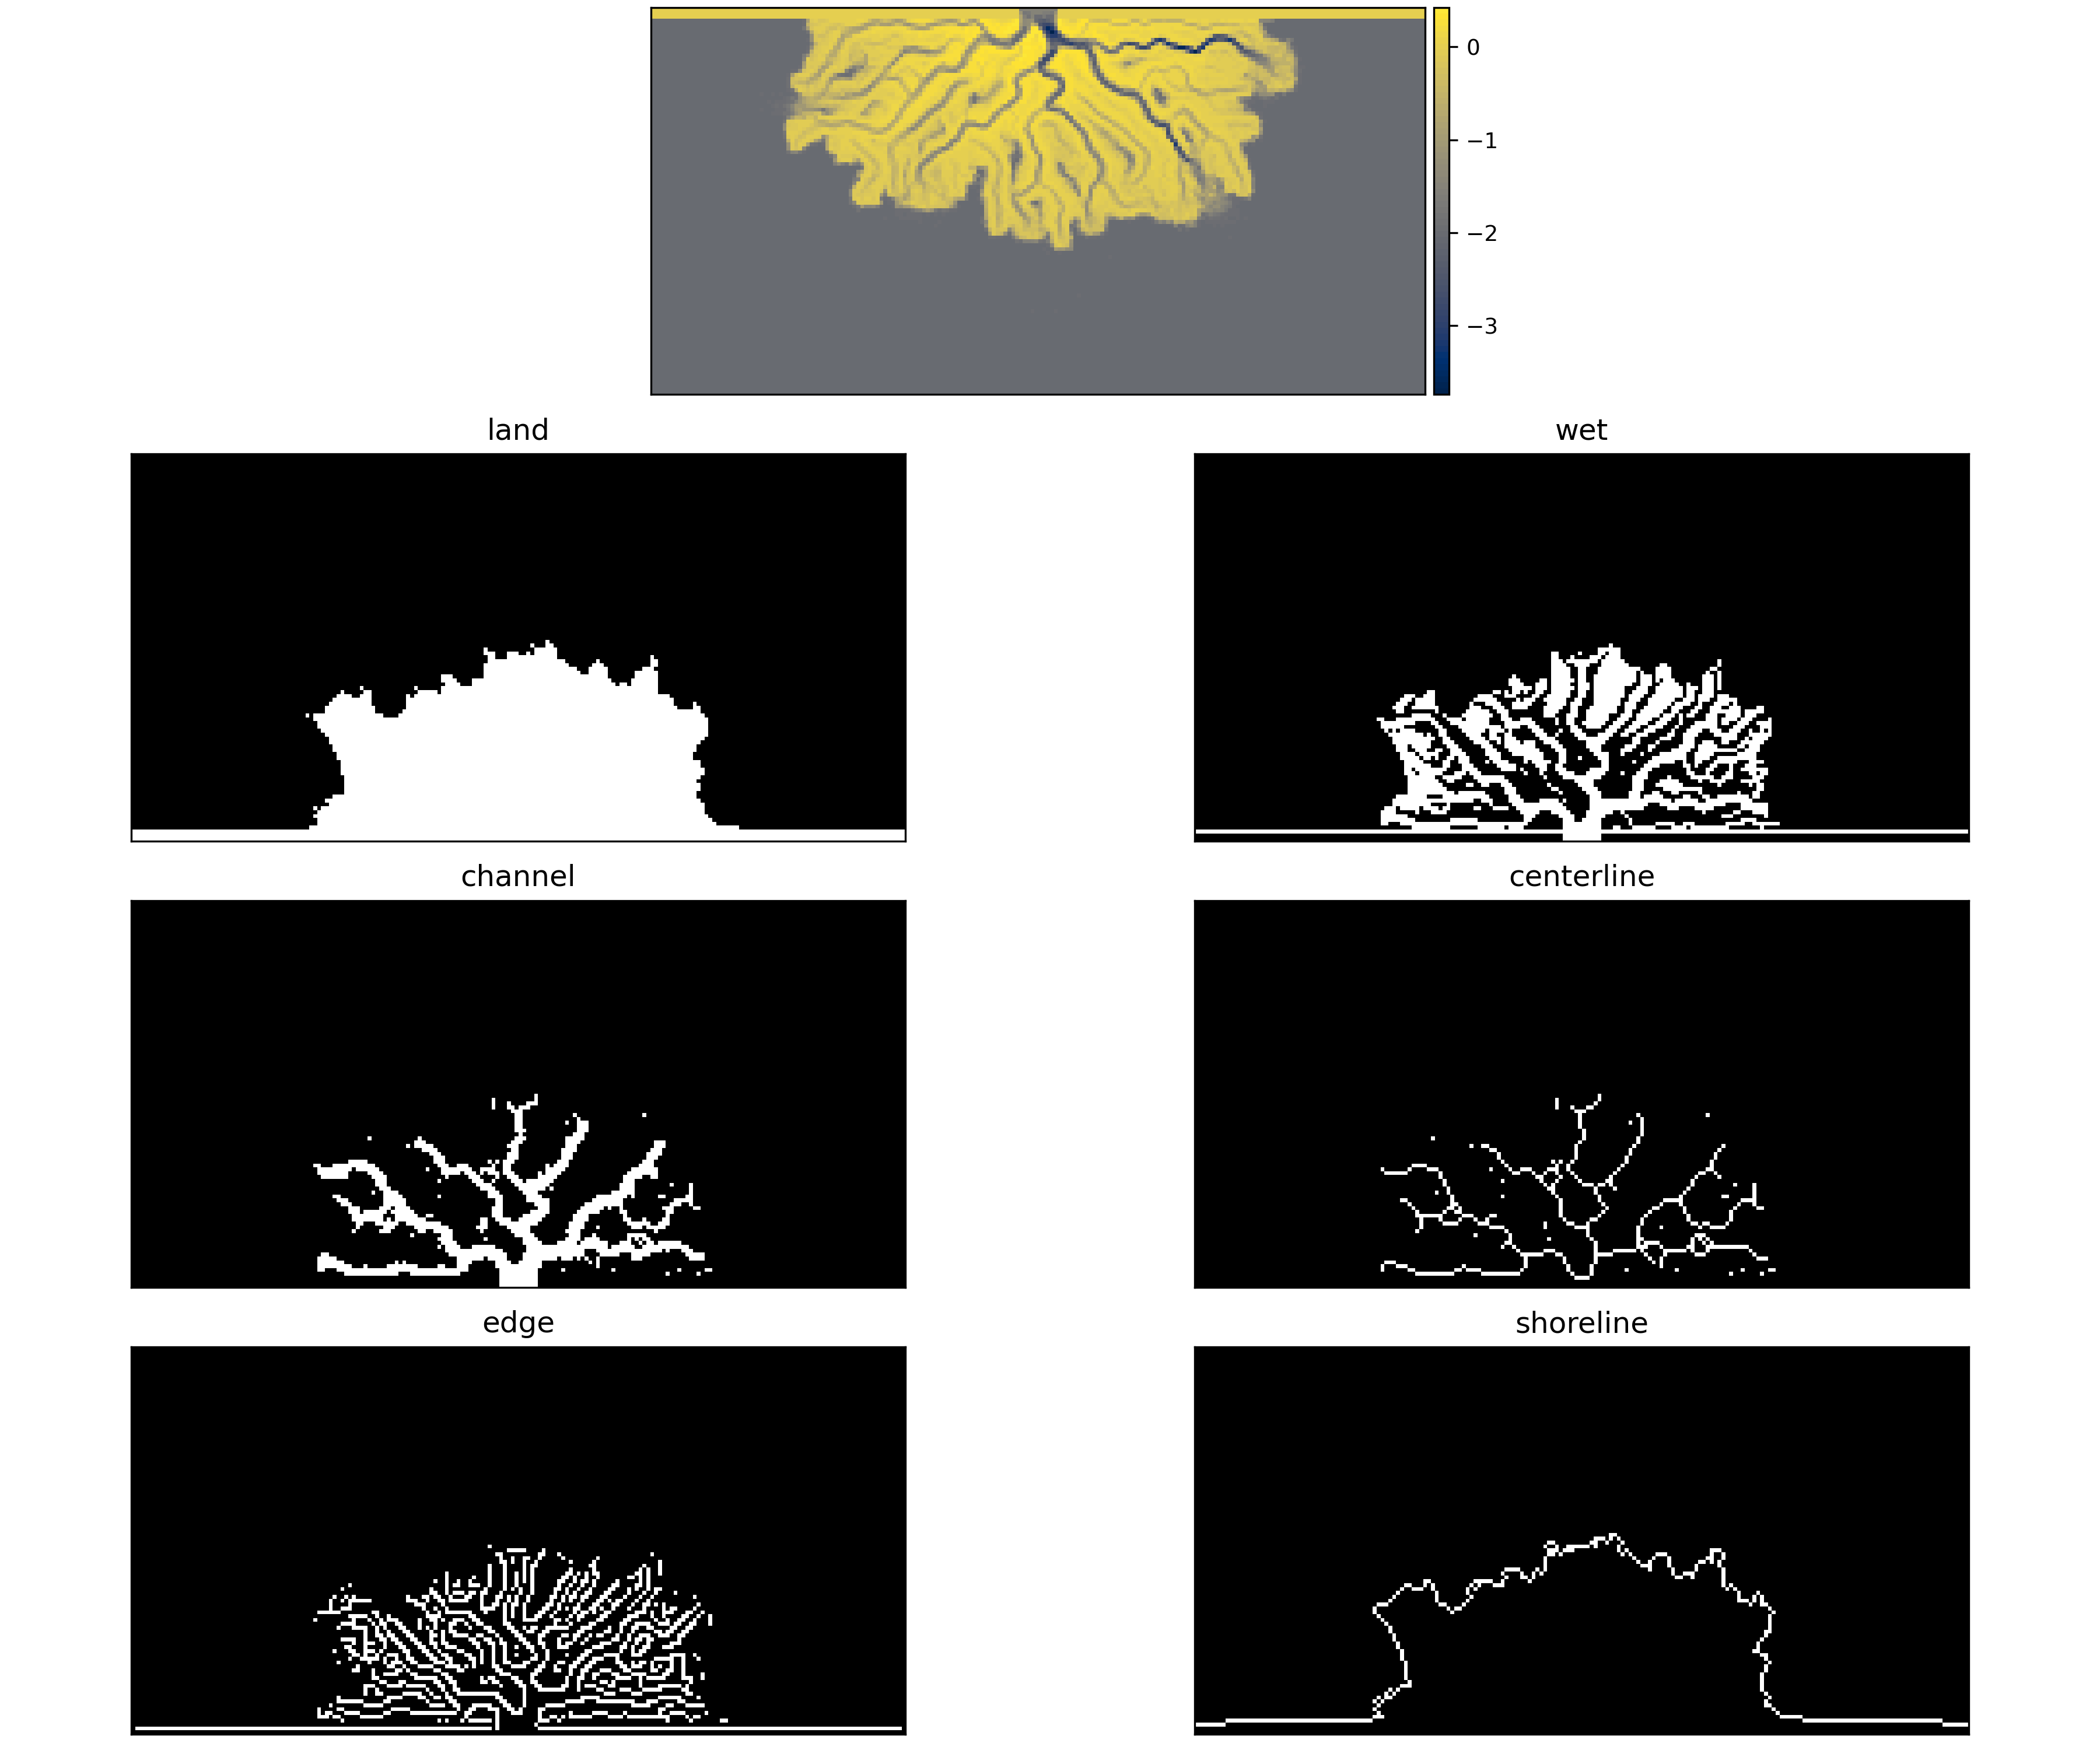 0
−1
−2
−3
land
wet
channel
centerline
edge
shoreline